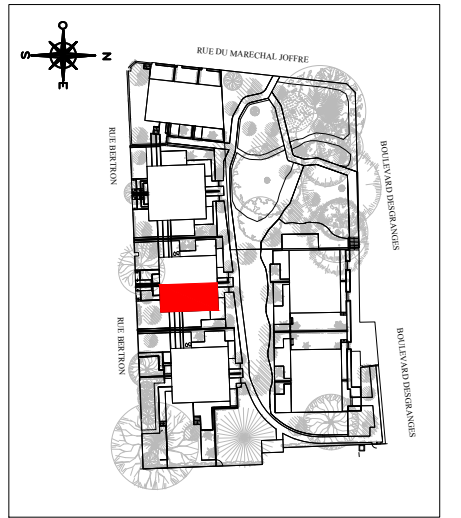 O
S
N
E
RUE DU MARECHAL JOFFRE
RUE BERTRON
BOULEVARD DESGRANGES
RUE BERTRON
BOULEVARD DESGRANGES